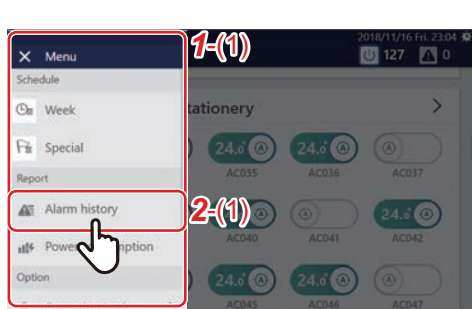 2018/11/16 Fri. 23:04
✕ Menu
1-(1)
127 0
Schedule
Week
tationery >
Special
24.0 A 24.0 A A
AC035 AC036 AC037
Report
Alarm history
2-(1)
A A 24.0 A
AC040 AC041 AC042
Power mption
Option
24.0 A 24.0 A A
AC045 AC046 AC047